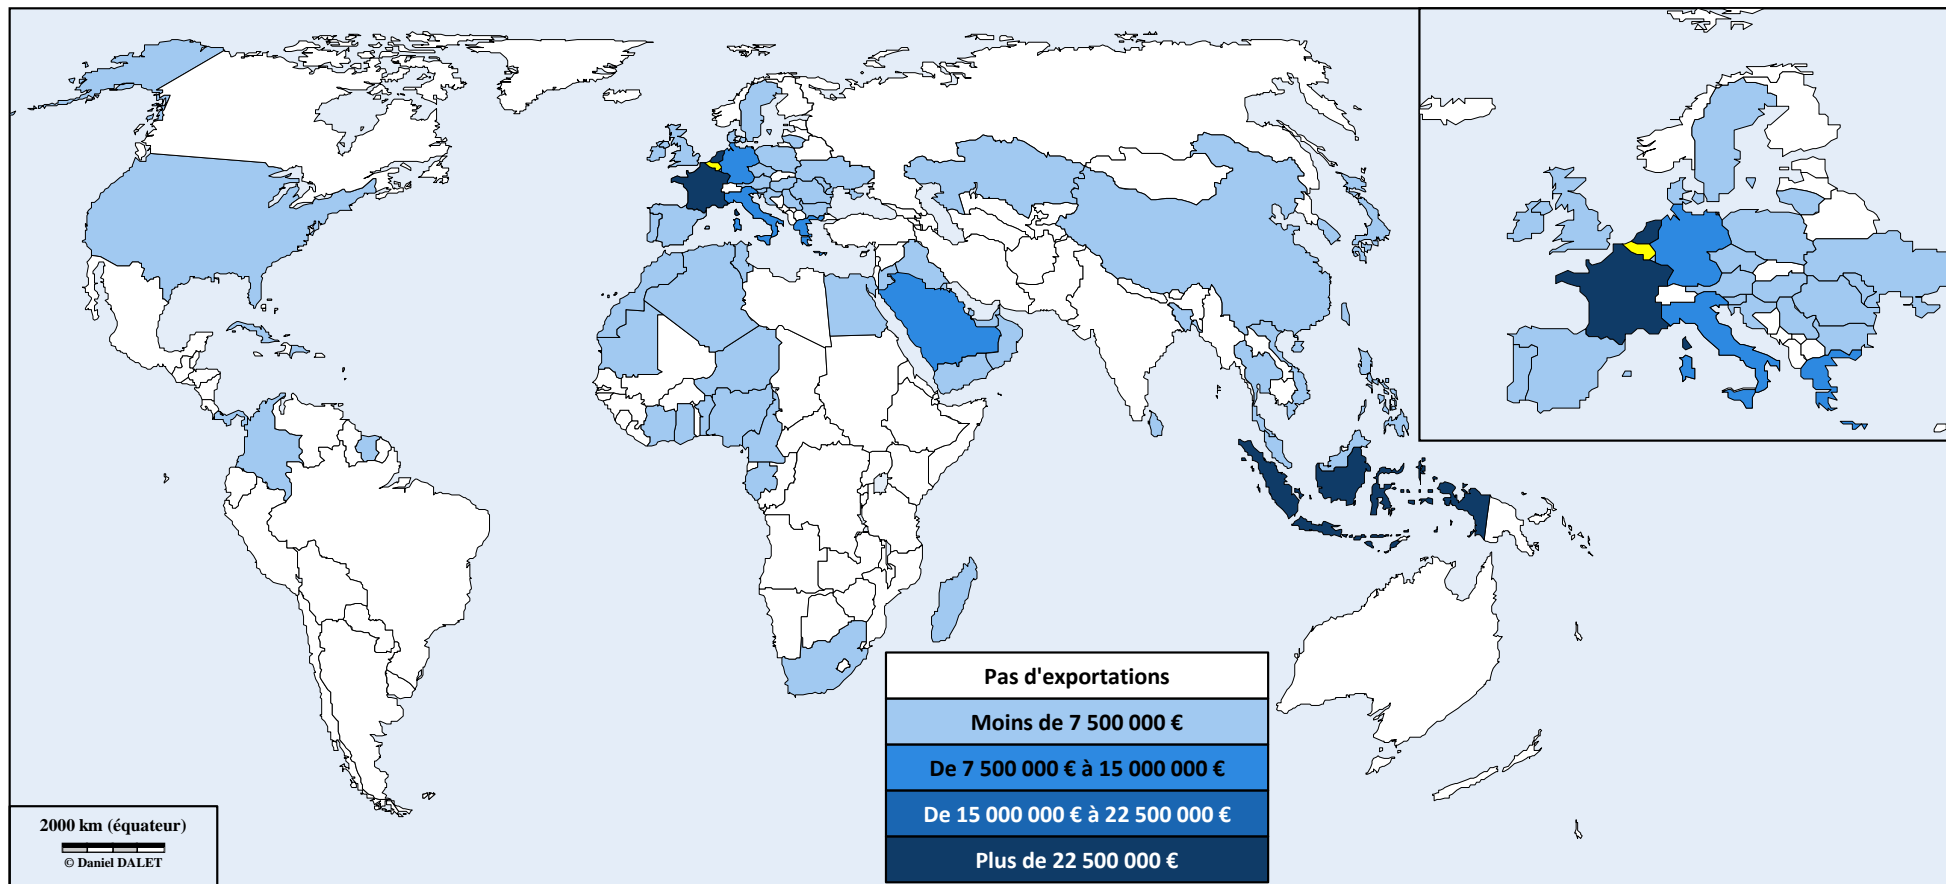 Pas d'exportations
Moins de 7 500 000 €
De 7 500 000 € à 15 000 000 €
De 15 000 000 € à 22 500 000 €
Plus de 22 500 000 €
2000 km (équateur)
© Daniel DALET